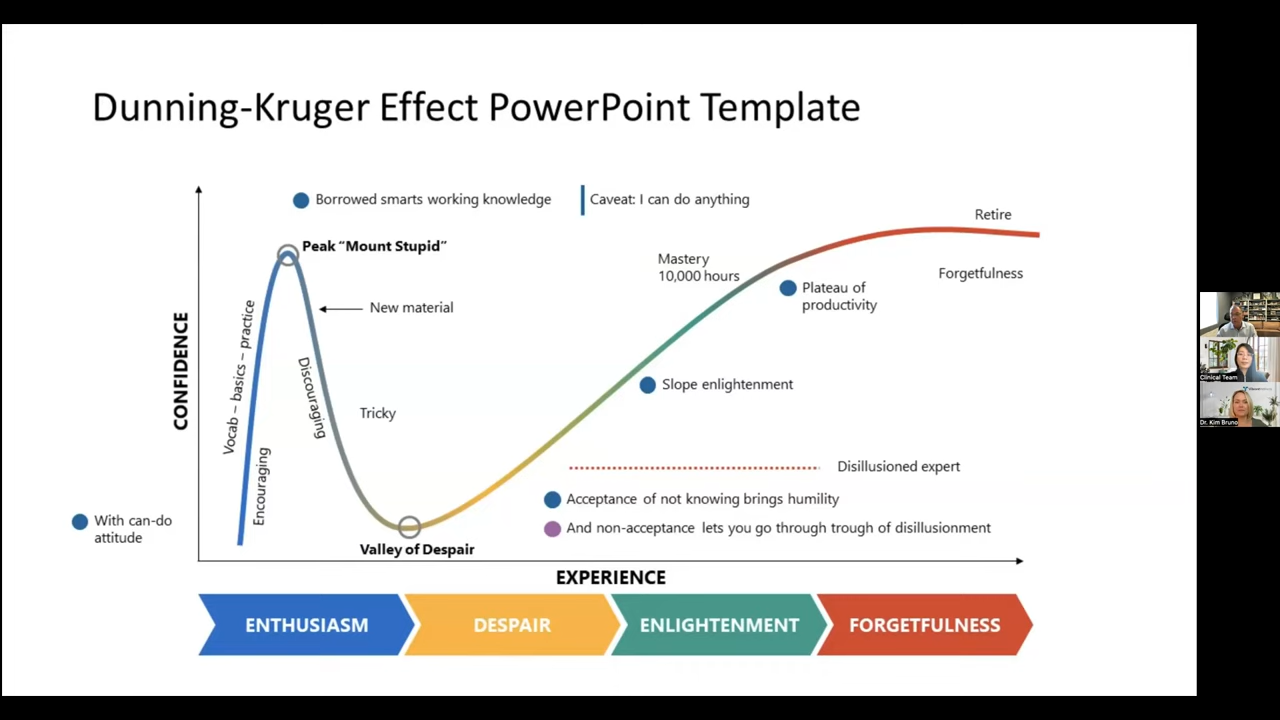 Dunning-Kruger Effect PowerPoint Template
Borrowed smarts working knowledge
Caveat: I can do anything
Retire
Peak “Mount Stupid”
Mastery
10,000 hours
Forgetfulness
Plateau of
productivity
New material
CONFIDENCE
Vocab – basics – practice
Discouraging
Slope enlightenment
Tricky
Encouraging
Disillusioned expert
Acceptance of not knowing brings humility
With can-do
attitude
And non-acceptance lets you go through trough of disillusionment
Valley of Despair
EXPERIENCE
ENTHUSIASM
DESPAIR
ENLIGHTENMENT
FORGETFULNESS
Clinical Team
Dr. Kim Bruno